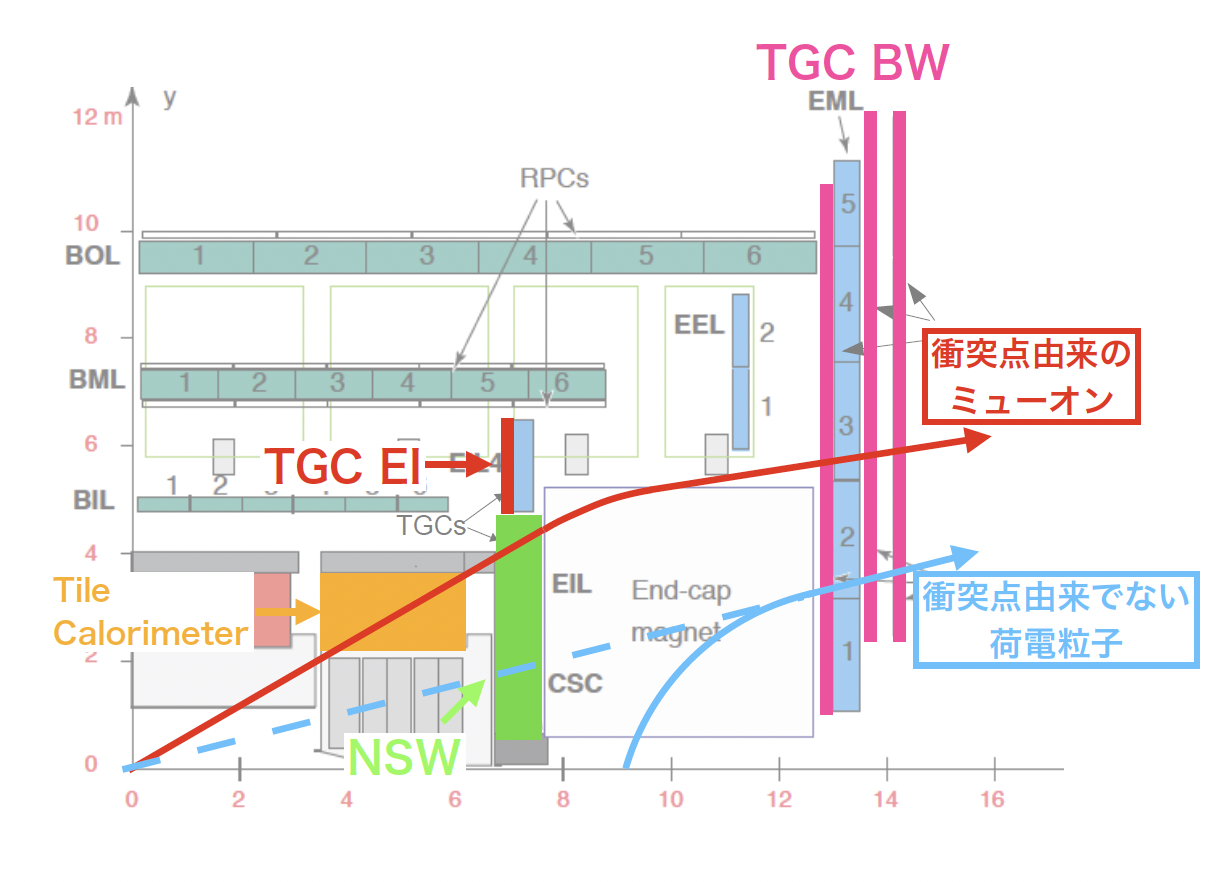 TGC BW
EML
y
12 m
RPCs
5
10
BOL
1 2 3 4 5 6
4
EEL
2
8
衝突点由来の
ミューオン
BML
1 2 3 4 5 6
1
3
6
TGC EI
BIL
1 2
TGCs
2
4
EIL
End-cap
magnet
Tile
Calorimeter
衝突点由来でない
荷電粒子
2
1
CSC
NSW
0
0 2 4 6 8 10 12 14 16